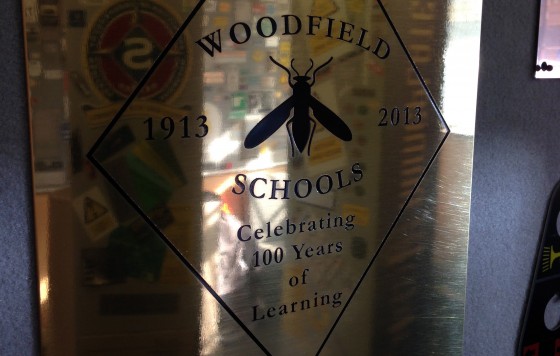 WOODFIELD
1913 2013
SCHOOLS
Celebrating
100 Years
of
Learning